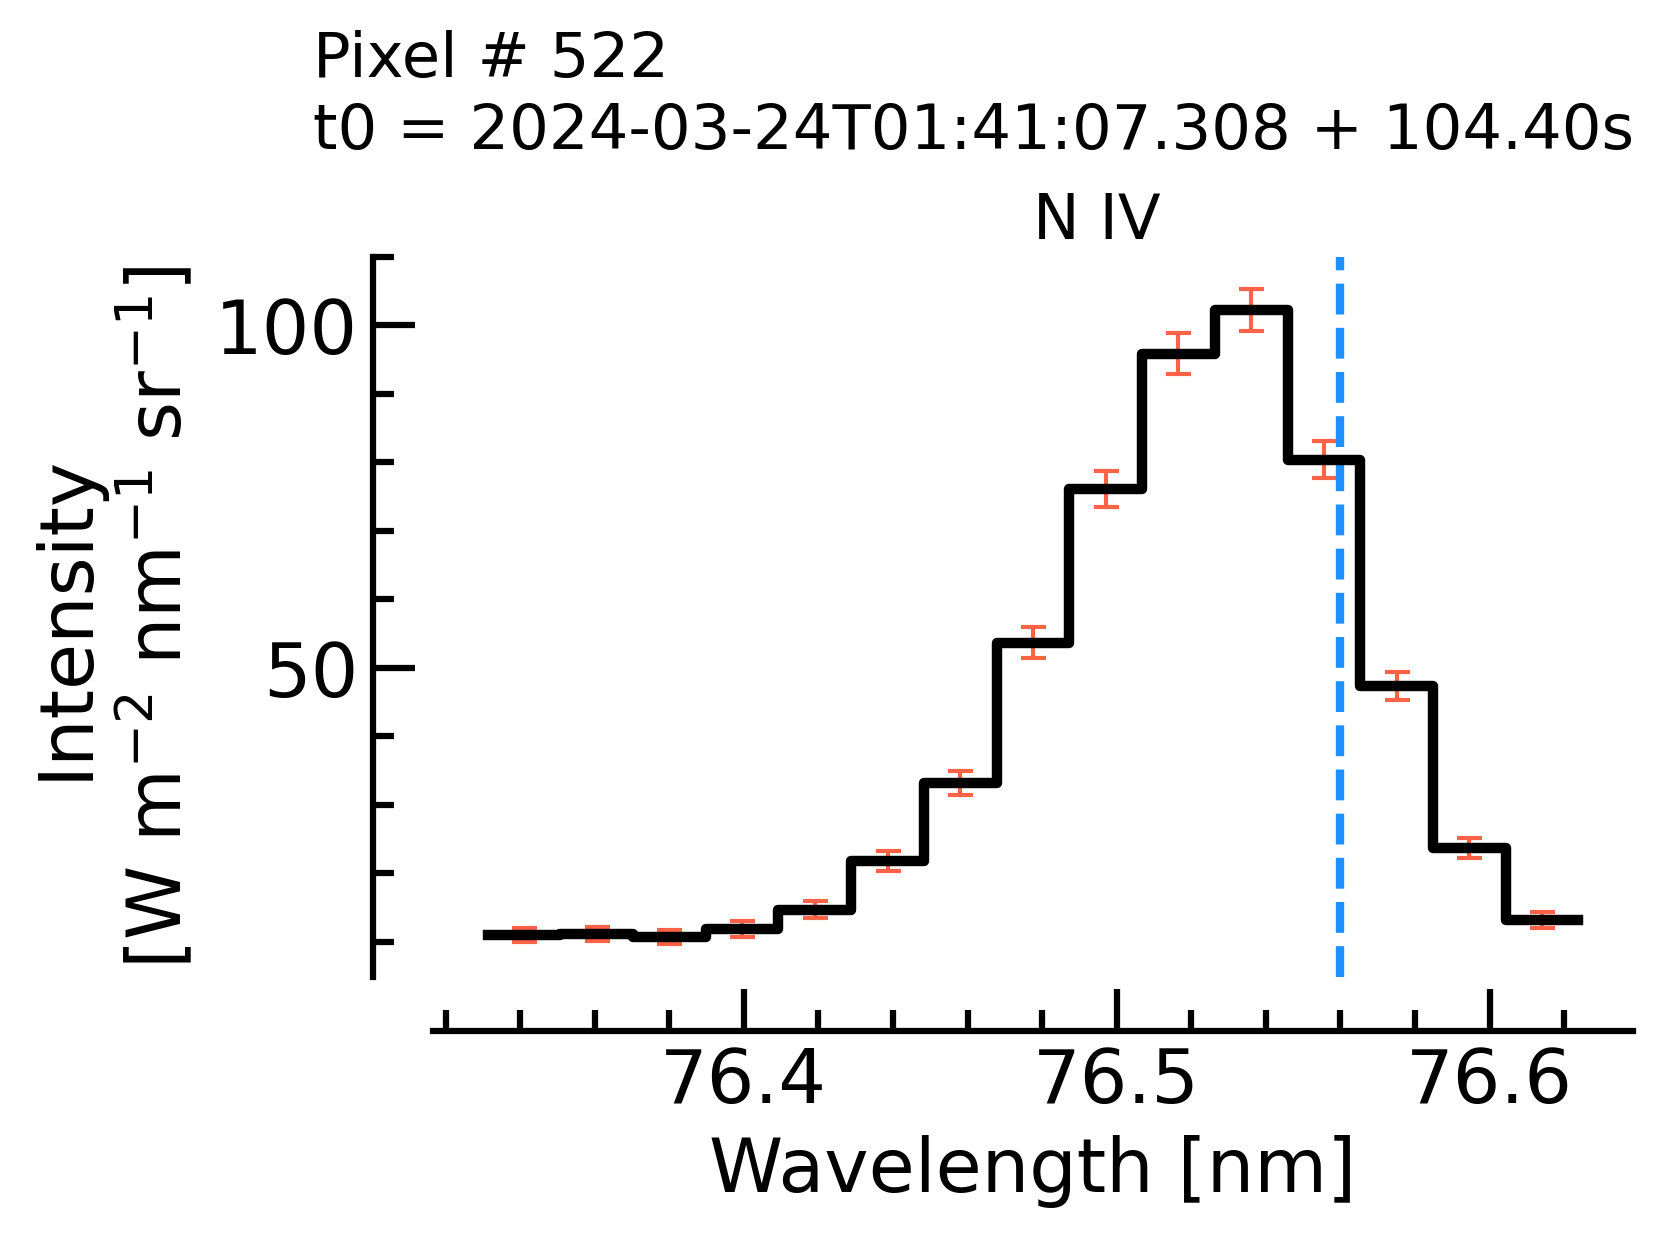 Pixel # 522
t0 = 2024-03-24T01:41:07.308 + 104.40s
N IV
Intensity
[W m⁻² nm⁻¹ sr⁻¹]
100
50
76.4 76.5 76.6
Wavelength [nm]